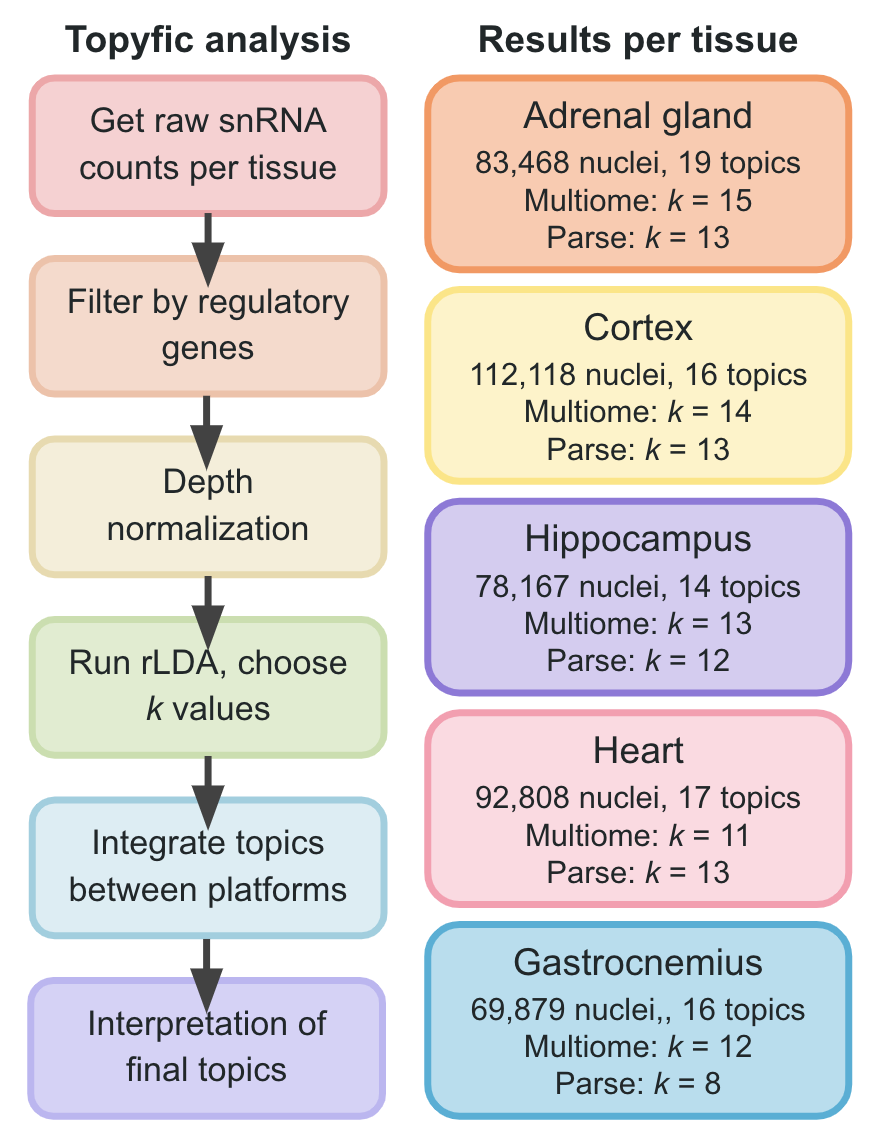 Topyfic analysis
Get raw snRNA
counts per tissue
Filter by regulatory
genes
Depth
normalization
Run rLDA, choose
k values
Integrate topics
between platforms
Interpretation of
final topics
Results per tissue
Adrenal gland
83,468 nuclei, 19 topics
Multiome: k = 15
Parse: k = 13
Cortex
112,118 nuclei, 16 topics
Multiome: k = 14
Parse: k = 13
Hippocampus
78,167 nuclei, 14 topics
Multiome: k = 13
Parse: k = 12
Heart
92,808 nuclei, 17 topics
Multiome: k = 11
Parse: k = 13
Gastrocnemius
69,879 nuclei,, 16 topics
Multiome: k = 12
Parse: k = 8